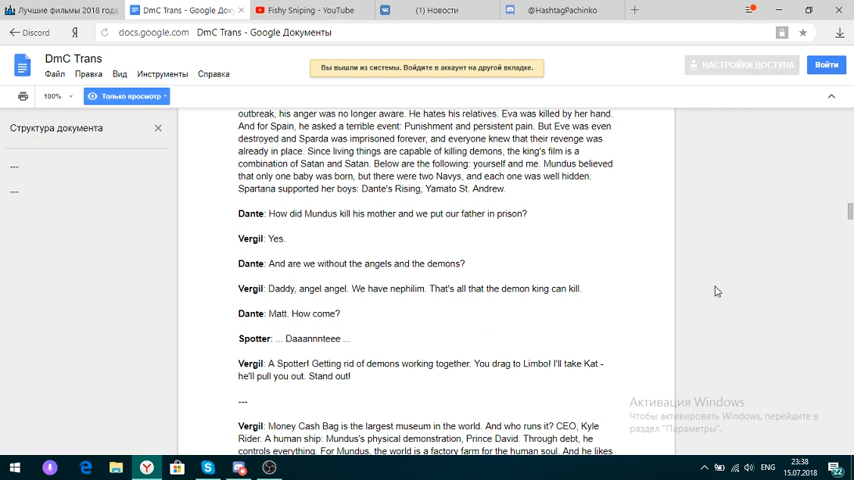 Лучшие фильмы 2018 года
DmC Trans - Google Док
Fishy Sniping - YouTube
(1) Новости
@HashtagPachinko
Discord
docs.google.com DmC Trans - Google Документы
DmC Trans
Файл Правка Вид Инструменты Справка
Вы вышли из системы. Войдите в аккаунт на другой вкладке.
НАСТРОЙКИ ДОСТУПА
Войти
100%
Только просмотр
Структура документа
---
---
outbreak, his anger was no longer aware. He hates his relatives. Eva was killed by her hand.
And for Spain, he asked a terrible event: Punishment and persistent pain. But Eve was even
destroyed and Sparda was imprisoned forever, and everyone knew that their revenge was
already in place. Since living things are capable of killing demons, the king's film is a
combination of Satan and Satan. Below are the following: yourself and me. Mundus believed
that only one baby was born, but there were two Navys, and each one was well hidden.
Spartana supported her boys: Dante's Rising, Yamato St. Andrew.
Dante: How did Mundus kill his mother and we put our father in prison?
Vergil: Yes.
Dante: And are we without the angels and the demons?
Vergil: Daddy, angel angel. We have nephilim. That's all that the demon king can kill.
Dante: Matt. How come?
Spotter: ... Daaannnteee ...
Vergil: A Spotter! Getting rid of demons working together. You drag to Limbo! I'll take Kat -
he'll pull you out. Stand out!
---
Vergil: Money Cash Bag is the largest museum in the world. And who runs it? CEO, Kyle
Rider. A human ship: Mundus's physical demonstration, Prince David. Through debt, he
controls everything. For Mundus, the world is a factory farm for the human soul. And he likes
Активация Windows
Чтобы активировать Windows, перейдите в
раздел "Параметры".
ENG
23:38
15.07.2018
22